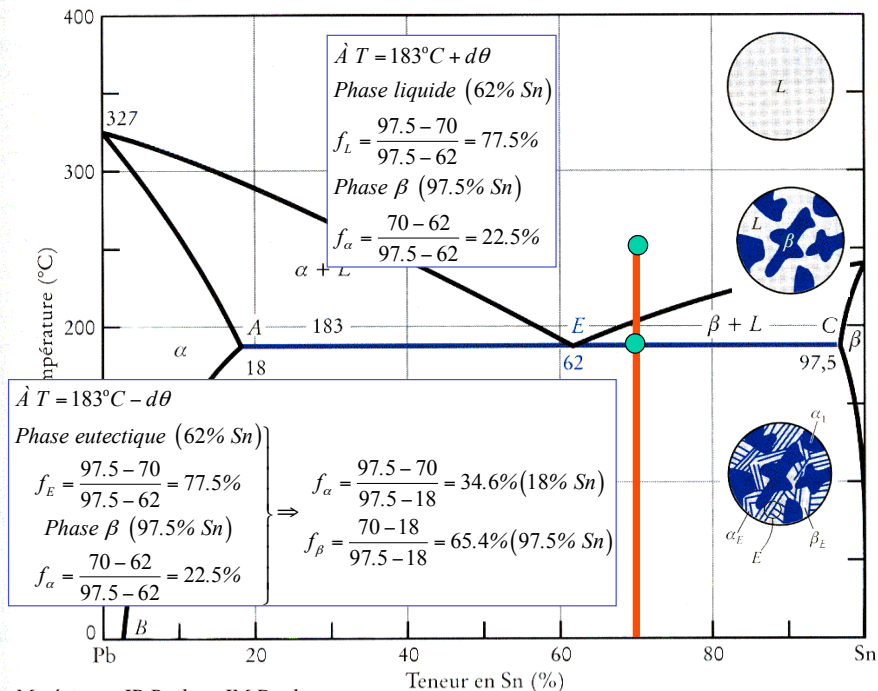 400
327
300
200
0
Température (°C)
À T = 183°C + dθ
Phase liquide (62% Sn)
f_L = (97.5 − 70)/(97.5 − 62) = 77.5%
Phase β (97.5% Sn)
f_α = (70 − 62)/(97.5 − 62) = 22.5%
L
L
β
α + L
A
183
E
β + L
C
α
18
62
97,5
β
À T = 183°C − dθ
Phase eutectique (62% Sn)
f_E = (97.5 − 70)/(97.5 − 62) = 77.5%
Phase β (97.5% Sn)
f_α = (70 − 62)/(97.5 − 62) = 22.5%
⇒
f_α = (97.5 − 70)/(97.5 − 18) = 34.6%(18% Sn)
f_β = (70 − 18)/(97.5 − 18) = 65.4%(97.5% Sn)
α₁
α_E
E
β_E
B
Pb
20
40
60
80
Sn
Teneur en Sn (%)